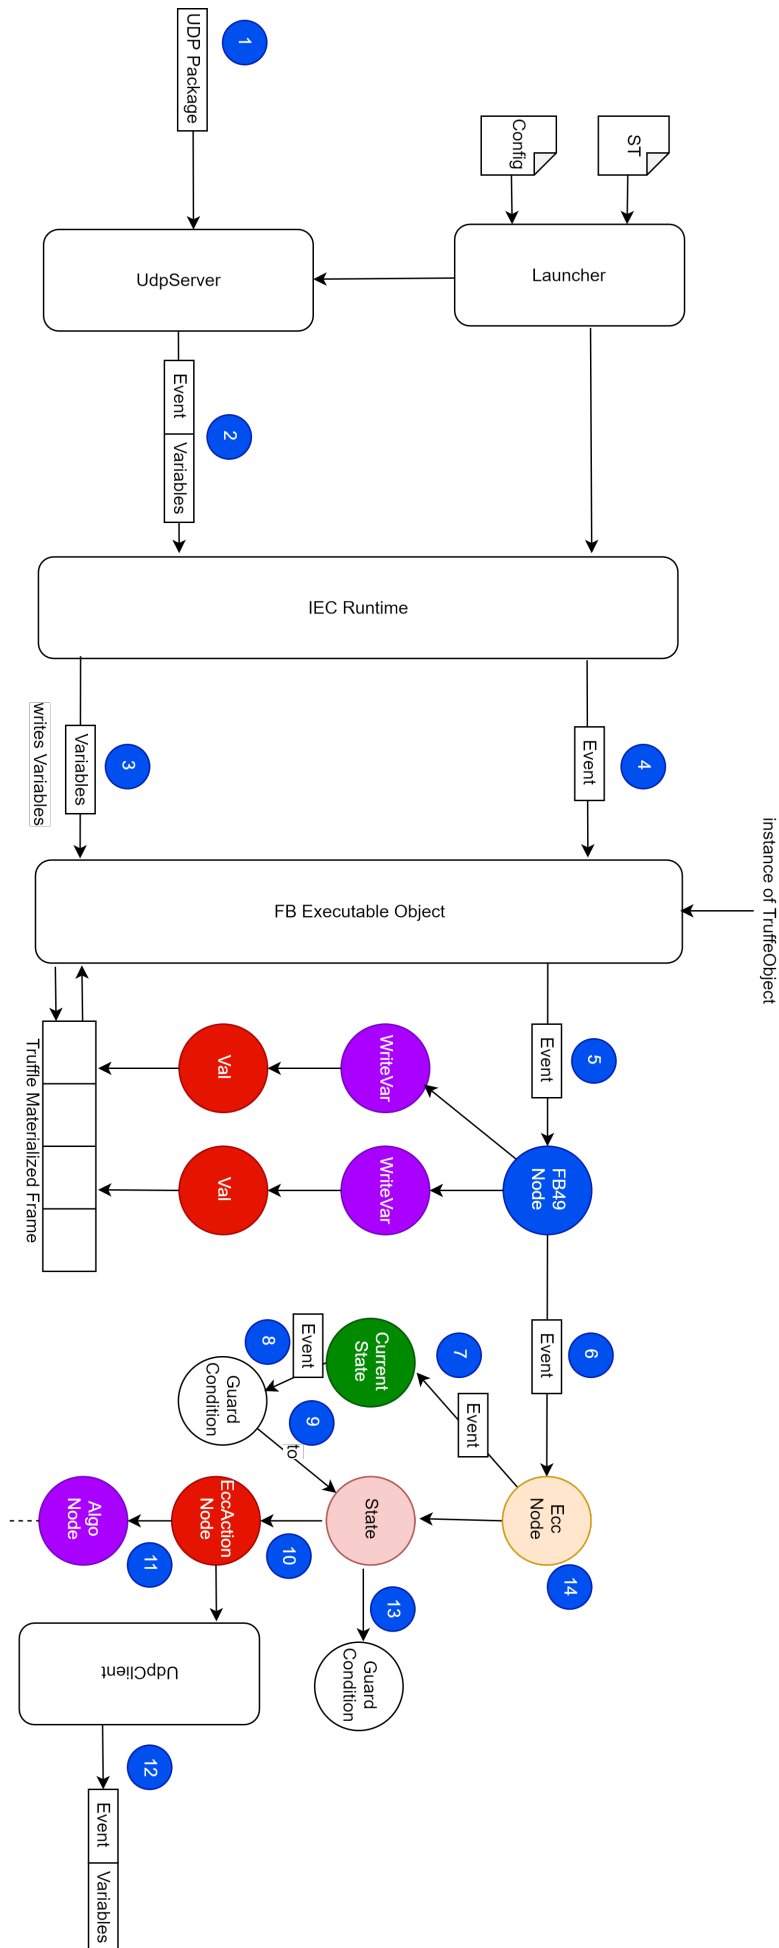 1
UDP Package
Config
ST
UdpServer
Launcher
Event
Variables
2
IEC Runtime
writes Variables
Variables
3
Event
4
instance of TruffeObject
FB Executable Object
Event
5
Truffle Materialized Frame
Val
WriteVar
Val
WriteVar
FB49
Node
Event
6
8
Event
Current
State
7
Event
Guard
Condition
9
to
Algo
Node
EccAction
Node
State
Ecc
Node
11
10
13
14
UdpClient
Guard
Condition
12
Event
Variables